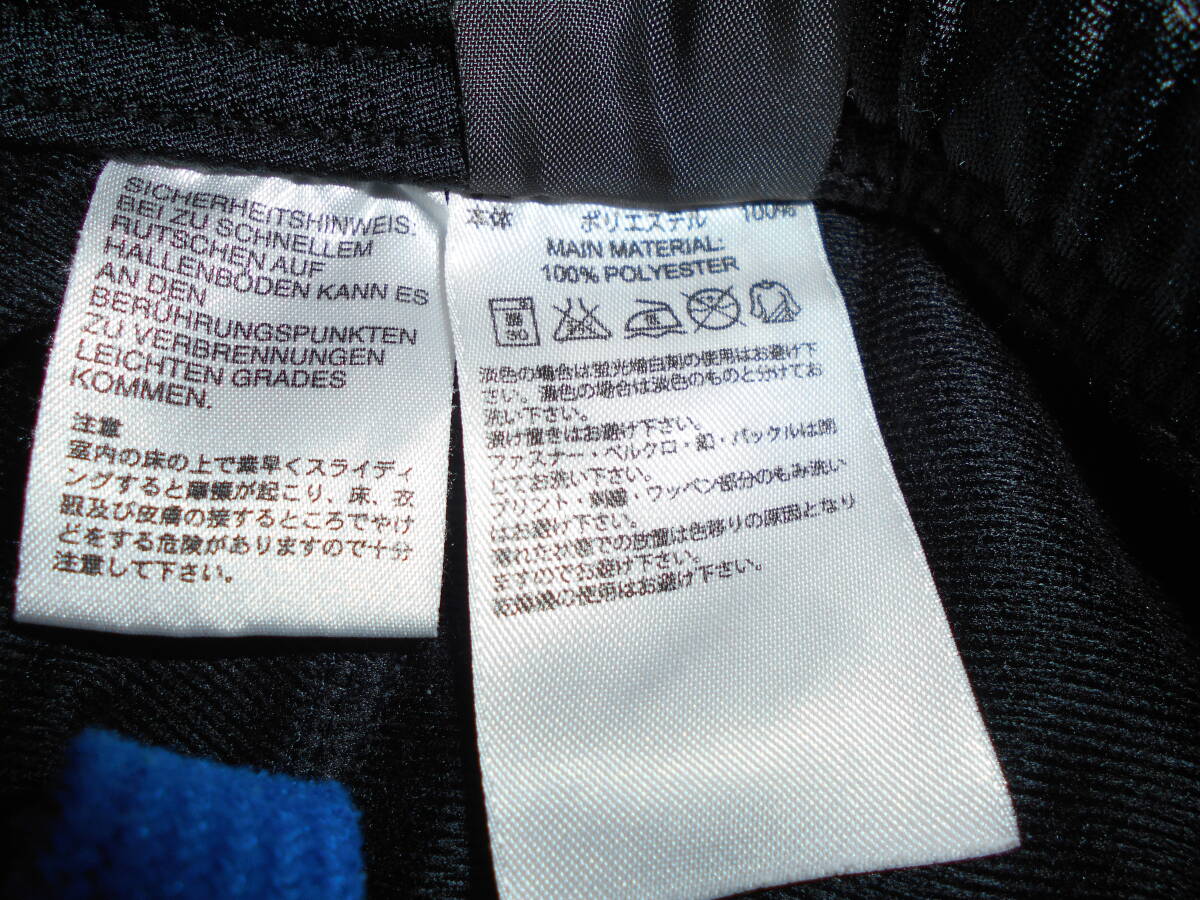 SICHERHEITSHINWEIS:
BEI ZU SCHNELLEM
RUTSCHEN AUF
HALLENBÖDEN KANN ES
AN DEN
BERÜHRUNGSPUNKTEN
ZU VERBRENNUNGEN
LEICHTEN GRADES
KOMMEN.
注意
室内の床の上で素早くスライディ
ングすると摩擦が起こり、床、衣
服及び皮膚の接するところでやけ
どをする危険がありますので十分
注意して下さい。
本体 ポリエステル 100%
MAIN MATERIAL:
100% POLYESTER
30
淡色の場合は蛍光増白剤の使用はお避け下
さい。濃色の場合は淡色のものと分けてお
洗い下さい。
漬け置きはお避け下さい。
ファスナー・ベルクロ・釦・バックルは閉
じてお洗い下さい。
プリント・刺繍・ワッペン部分のもみ洗い
はお避け下さい。
濡れた状態での放置は色移りの原因となり
ますのでお避け下さい。
乾燥機の使用はお避け下さい。